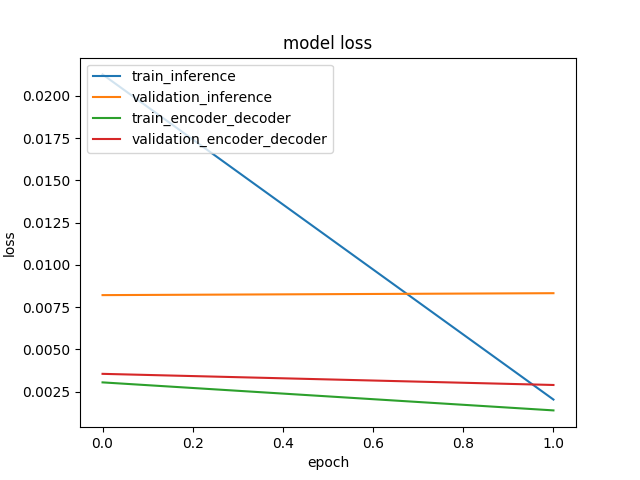 model loss
train_inference
validation_inference
train_encoder_decoder
validation_encoder_decoder
0.0200
0.0175
0.0150
0.0125
0.0100
0.0075
0.0050
0.0025
loss
0.0 0.2 0.4 0.6 0.8 1.0
epoch